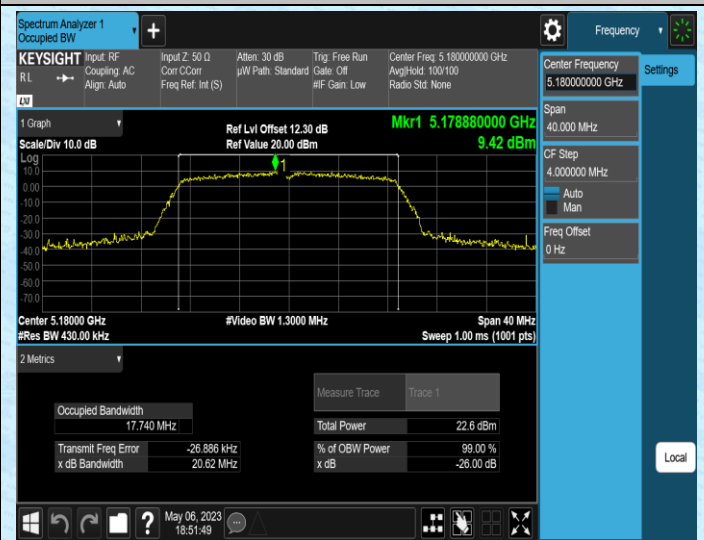 Spectrum Analyzer 1
Occupied BW
+
Frequency
KEYSIGHT
RL
LXI
Input: RF
Coupling: AC
Align: Auto
Input Z: 50 Ω
Corr CCorr
Freq Ref: Int (S)
Atten: 30 dB
µW Path: Standard
Trig: Free Run
Gate: Off
#IF Gain: Low
Center Freq: 5.180000000 GHz
Avg|Hold: 100/100
Radio Std: None
Center Frequency
5.180000000 GHz
Settings
Span
40.000 MHz
CF Step
4.000000 MHz
Auto
Man
Freq Offset
0 Hz
1 Graph
Scale/Div 10.0 dB
Ref Lvl Offset 12.30 dB
Ref Value 20.00 dBm
Mkr1 5.178880000 GHz
9.42 dBm
Log
10.0
0.00
-10.0
-20.0
-30.0
-40.0
-50.0
-60.0
-70.0
1
Center 5.18000 GHz
#Res BW 430.00 kHz
#Video BW 1.3000 MHz
Span 40 MHz
Sweep 1.00 ms (1001 pts)
2 Metrics
Measure Trace
Trace 1
Occupied Bandwidth
17.740 MHz
Total Power
22.6 dBm
Transmit Freq Error
-26.886 kHz
% of OBW Power
99.00 %
x dB Bandwidth
20.62 MHz
x dB
-26.00 dB
Local
?
May 06, 2023
18:51:49